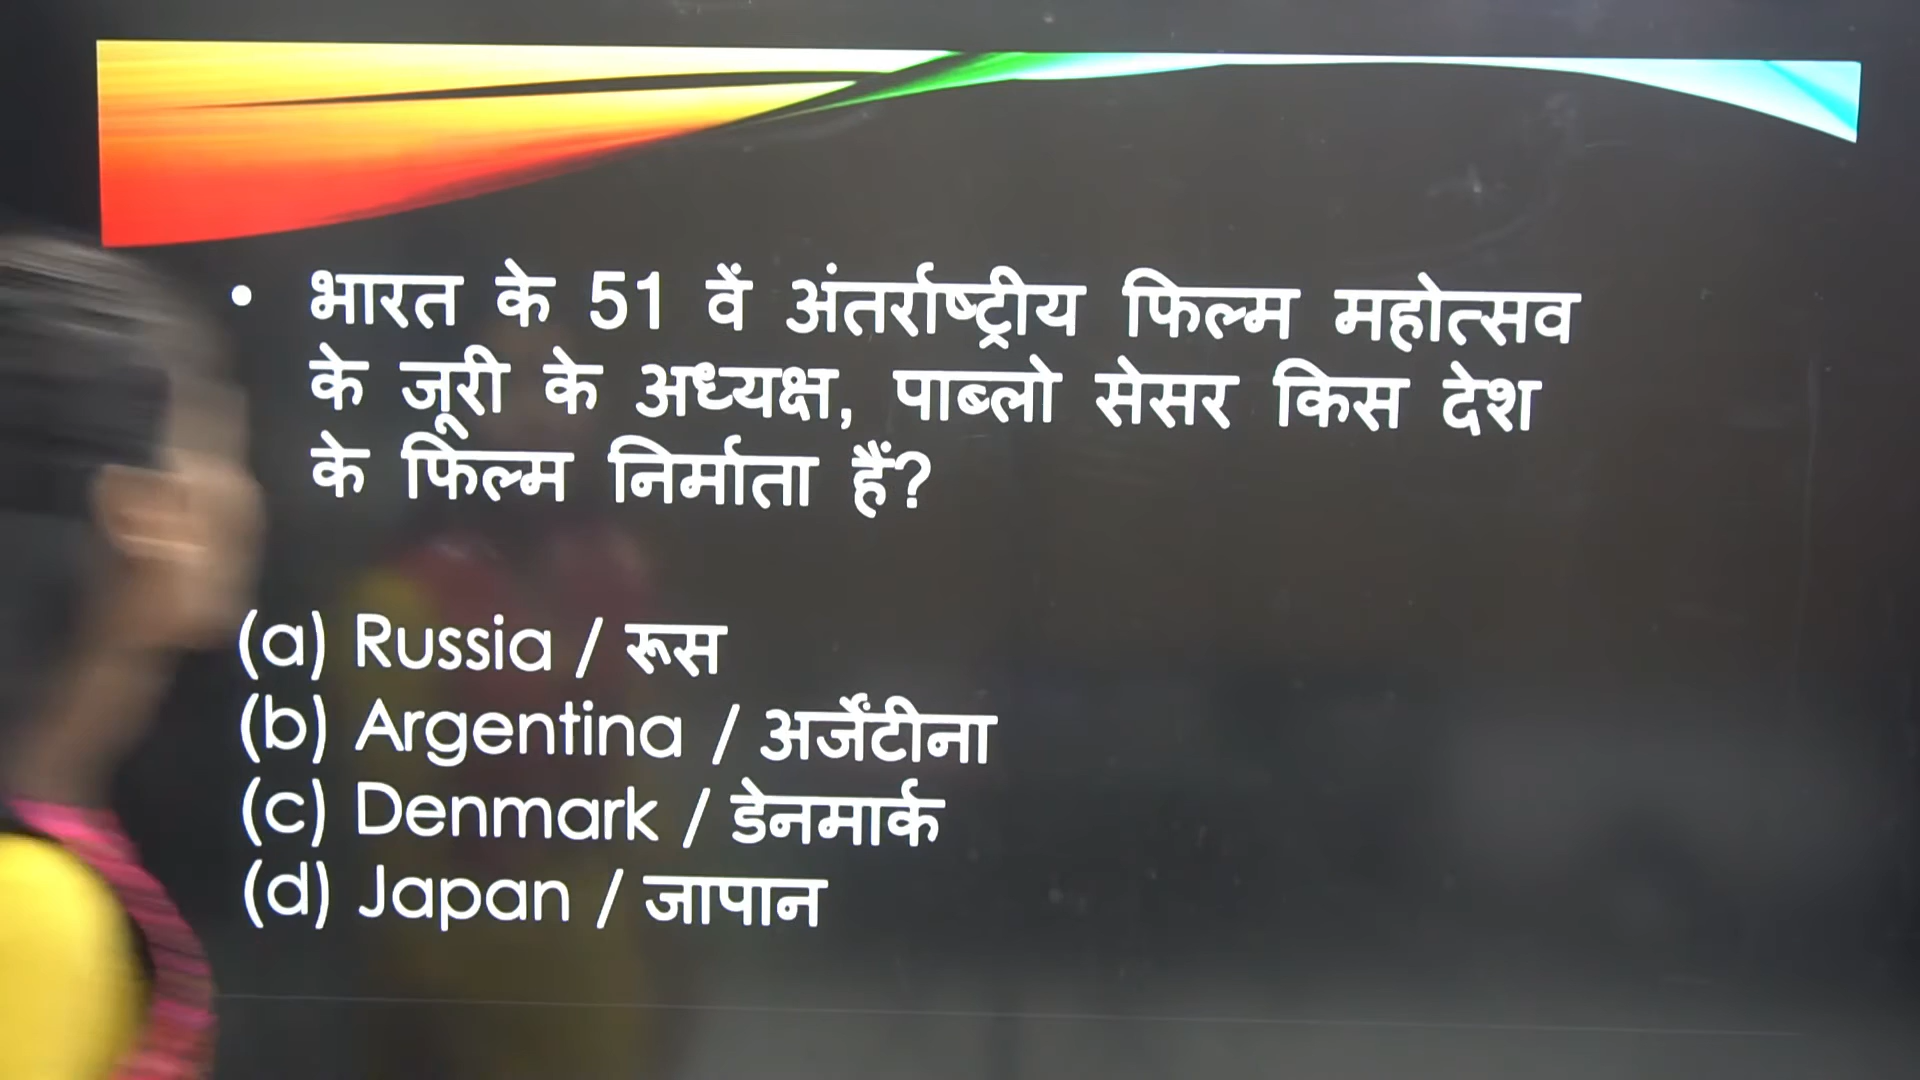 • भारत के 51 वें अंतर्राष्ट्रीय फिल्म महोत्सव
के जूरी के अध्यक्ष, पाब्लो सेसर किस देश
के फिल्म निर्माता हैं?
(a) Russia / रूस
(b) Argentina / अर्जेंटीना
(c) Denmark / डेनमार्क
(d) Japan / जापान